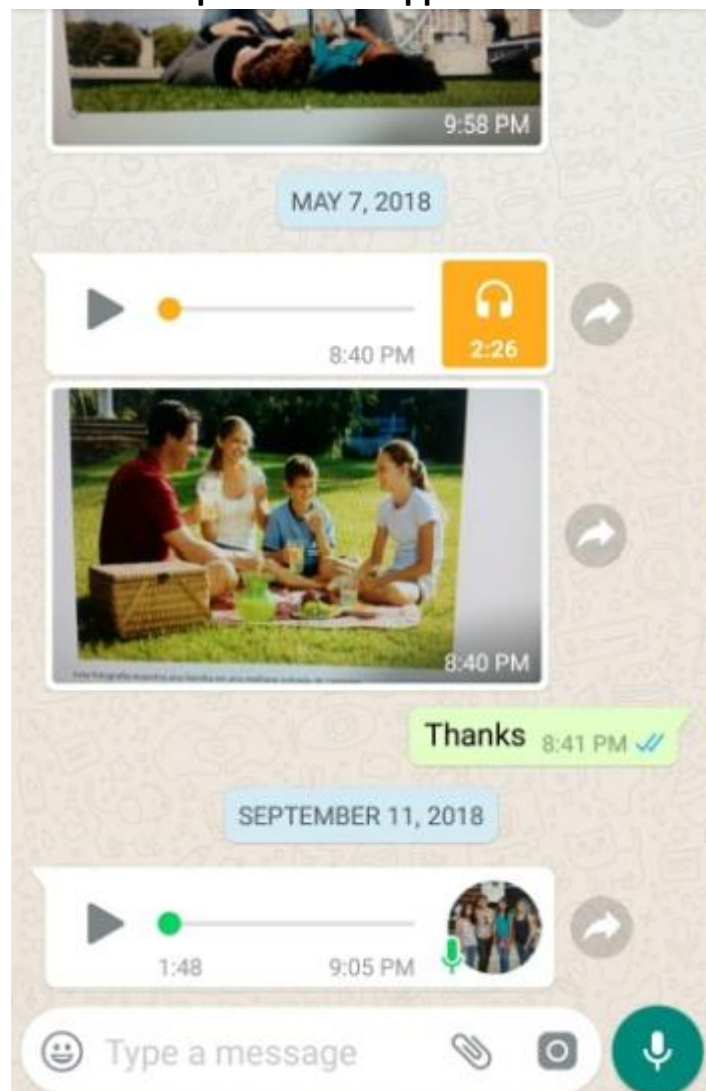 9:58 PM
MAY 7, 2018
8:40 PM
2:26
8:40 PM
Thanks 8:41 PM
SEPTEMBER 11, 2018
1:48 9:05 PM
Type a message